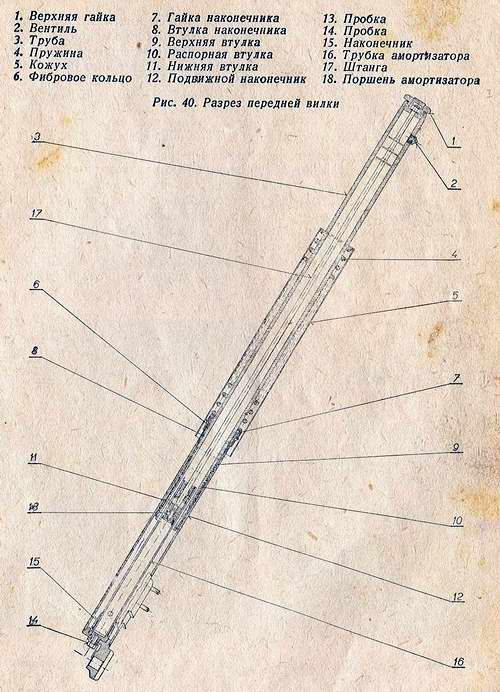 1. Верхняя гайка
2. Вентиль
3. Труба
4. Пружина
5. Кожух
6. Фибровое кольцо
7. Гайка наконечника
8. Втулка наконечника
9. Верхняя втулка
10. Распорная втулка
11. Нижняя втулка
12. Подвижной наконечник
13. Пробка
14. Пробка
15. Наконечник
16. Трубка амортизатора
17. Штанга
18. Поршень амортизатора
Рис. 40. Разрез передней вилки
3
1
2
17
4
5
6
8
7
9
11
18
10
15
12
14
16